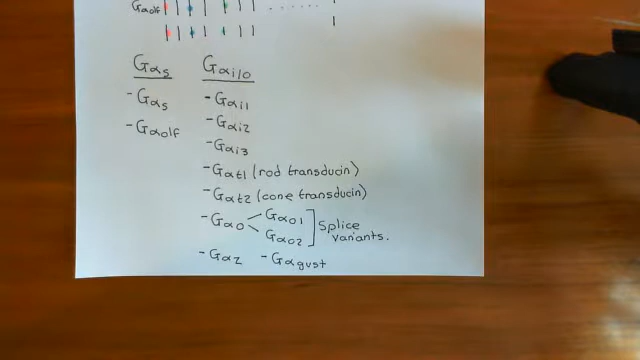 Gαolf
Gαs Gαi/o
- Gαs - Gαi1
- Gαolf - Gαi2
- Gαi3
- Gαt1 (rod transducin)
- Gαt2 (cone transducin)
- Gαo Gαo1 Splice
Gαo2 variants.
- Gαz - Gαgust